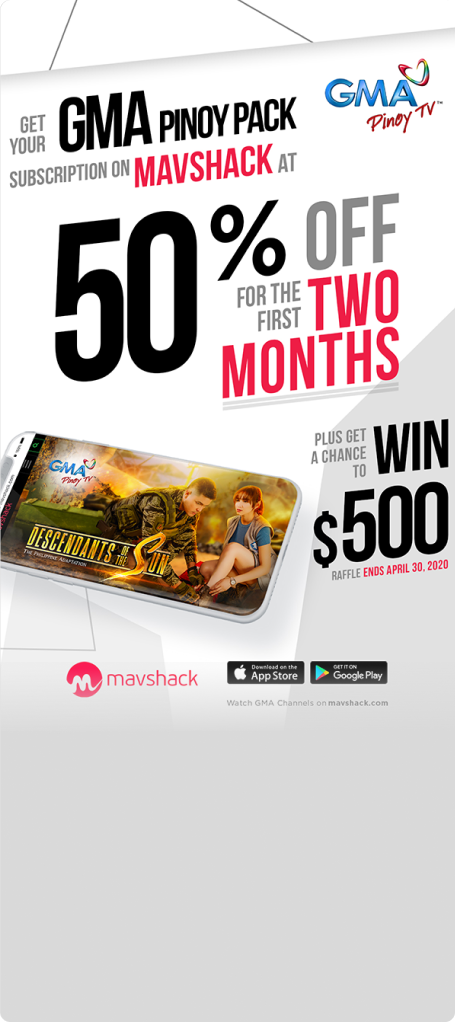 GMA
Pinoy TV™
GET YOUR GMA PINOY PACK
SUBSCRIPTION ON MAVSHACK AT
50% OFF
FOR THE FIRST TWO
MONTHS
PLUS GET A CHANCE TO WIN
$500
RAFFLE ENDS APRIL 30, 2020
GMA
Pinoy TV
DESCENDANTS OF THE SUN
THE PHILIPPINE ADAPTATION
mavshack
Download on the
App Store
GET IT ON
Google Play
Watch GMA Channels on mavshack.com